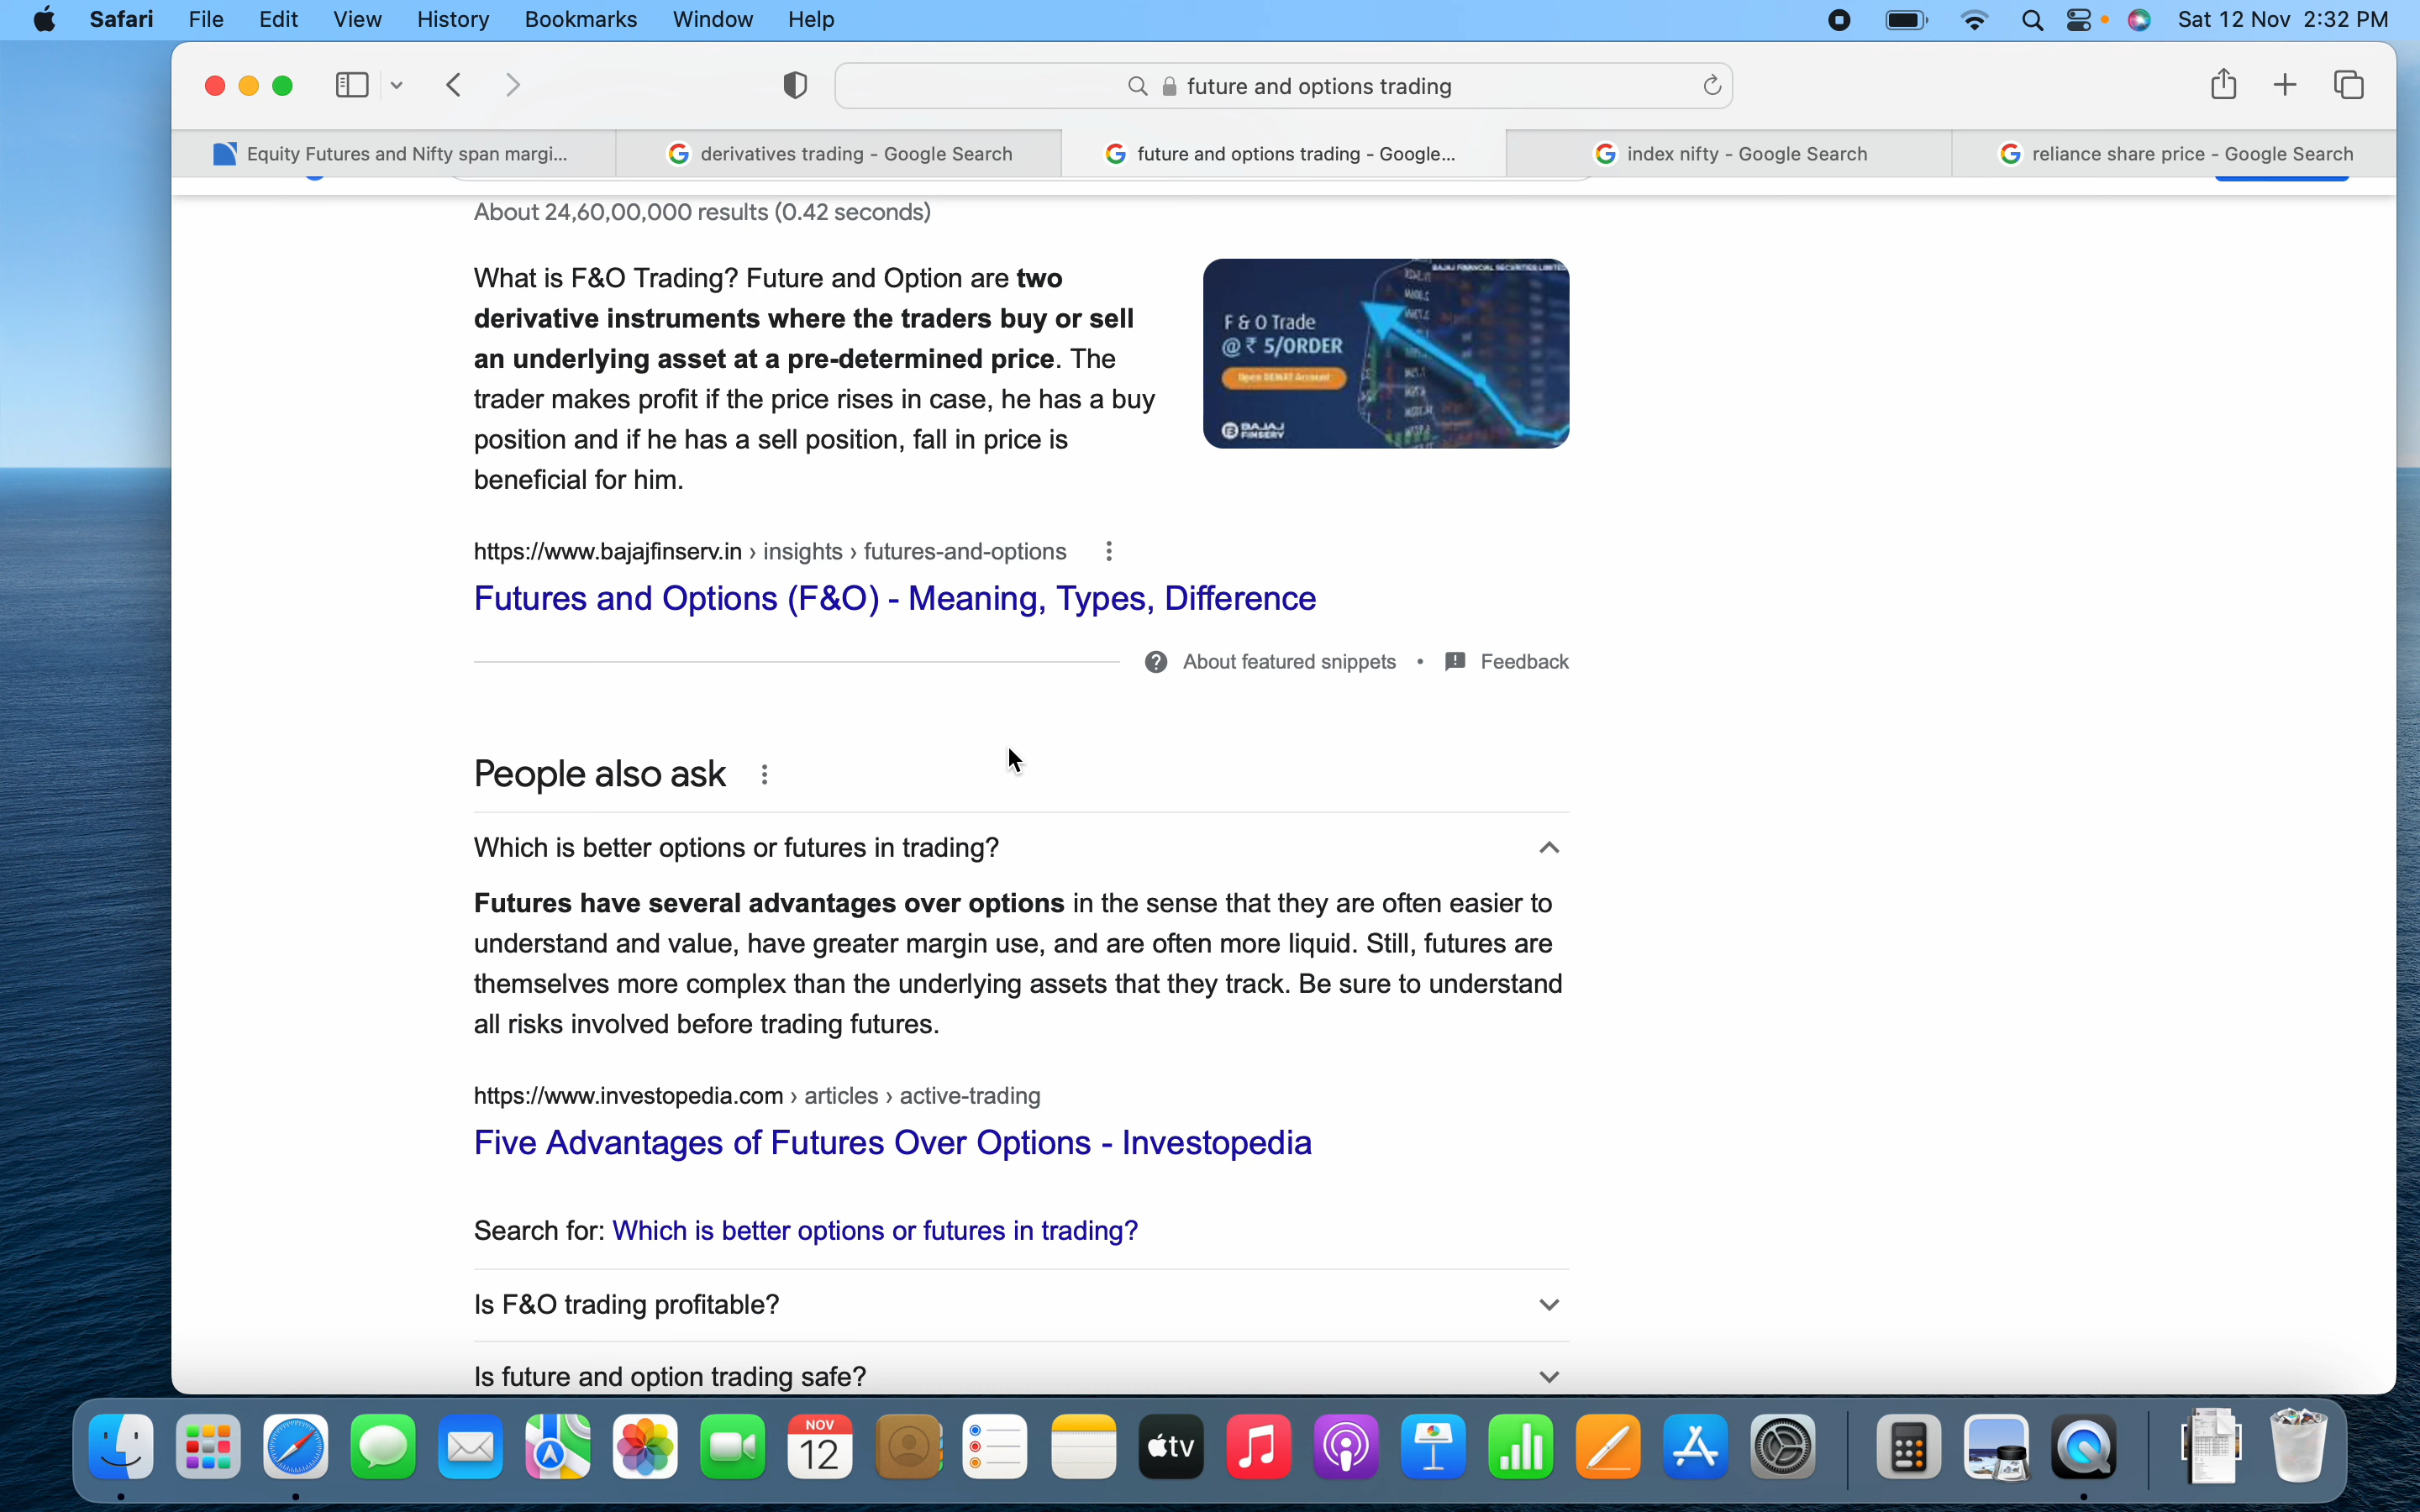 Safari File Edit View History Bookmarks Window Help Sat 12 Nov 2:32 PM
future and options trading
Equity Futures and Nifty span margi...
derivatives trading - Google Search
future and options trading - Google...
index nifty - Google Search
reliance share price - Google Search
About 24,60,00,000 results (0.42 seconds)
What is F&O Trading? Future and Option are two
derivative instruments where the traders buy or sell
an underlying asset at a pre-determined price. The
trader makes profit if the price rises in case, he has a buy
position and if he has a sell position, fall in price is
beneficial for him.
BAJAJ FINANCIAL SECURITIES LIMITED
F & O Trade
@ ₹ 5/ORDER
Open DEMAT Account
BAJAJ
FINSERV
https://www.bajajfinserv.in › insights › futures-and-options
Futures and Options (F&O) - Meaning, Types, Difference
About featured snippets • Feedback
People also ask
Which is better options or futures in trading?
Futures have several advantages over options in the sense that they are often easier to
understand and value, have greater margin use, and are often more liquid. Still, futures are
themselves more complex than the underlying assets that they track. Be sure to understand
all risks involved before trading futures.
https://www.investopedia.com › articles › active-trading
Five Advantages of Futures Over Options - Investopedia
Search for: Which is better options or futures in trading?
Is F&O trading profitable?
Is future and option trading safe?
NOV
12
tv